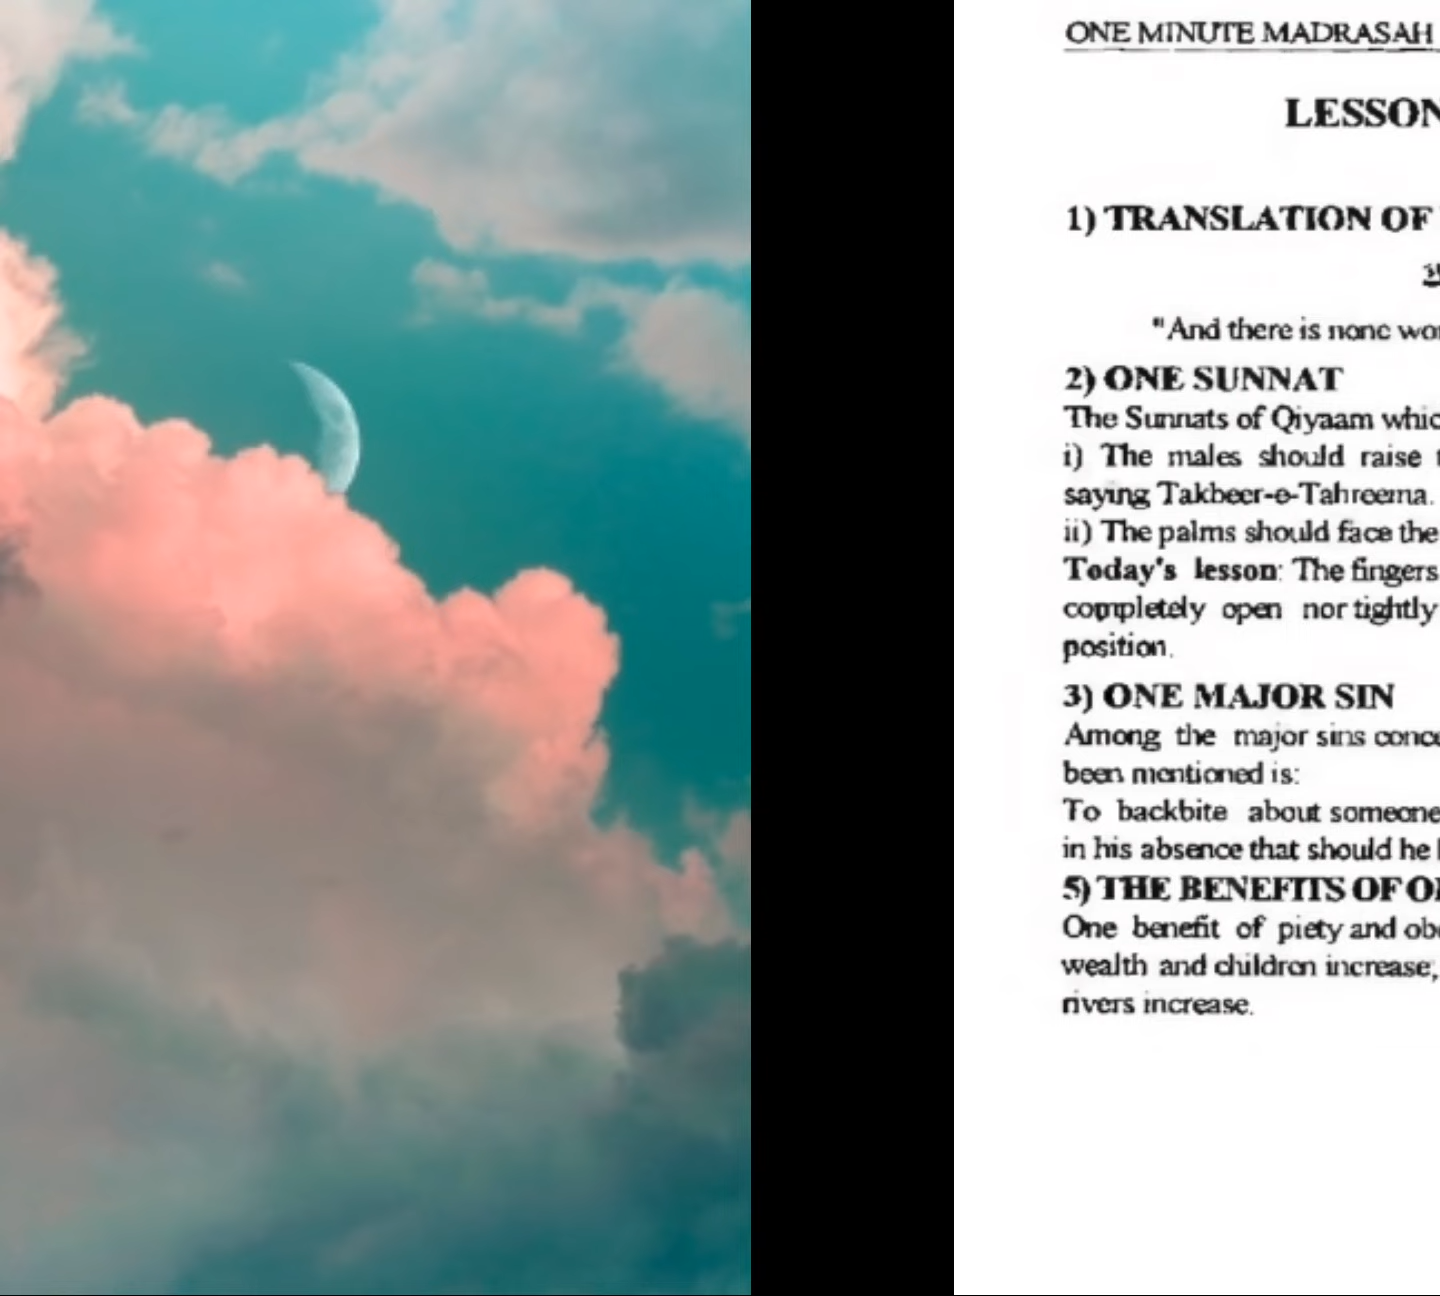 ONE MINUTE MADRASAH
LESSON
1) TRANSLATION OF
"And there is none
2) ONE SUNNAT
The Sunnats of Qiyaam
i) The males should raise
saying Takbeer-e-Tahreema.
ii) The palms should face the
Today's lesson: The fingers
completely open nor tightly
position.
3) ONE MAJOR SIN
Among the major sins
been mentioned is:
To backbite about someone
in his absence that should he
5) THE BENEFITS OF
One benefit of piety and
wealth and children increase,
rivers increase.